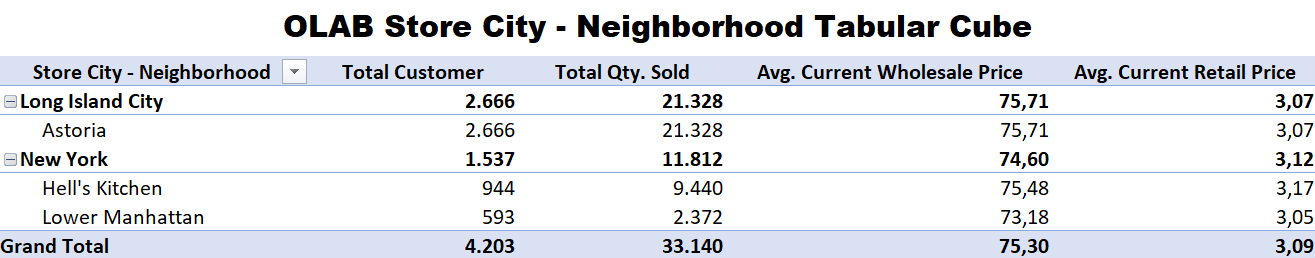 OLAB Store City - Neighborhood Tabular Cube
Store City - Neighborhood Total Customer Total Qty. Sold Avg. Current Wholesale Price Avg. Current Retail Price
Long Island City 2.666 21.328 75,71 3,07
Astoria 2.666 21.328 75,71 3,07
New York 1.537 11.812 74,60 3,12
Hell's Kitchen 944 9.440 75,48 3,17
Lower Manhattan 593 2.372 73,18 3,05
Grand Total 4.203 33.140 75,30 3,09